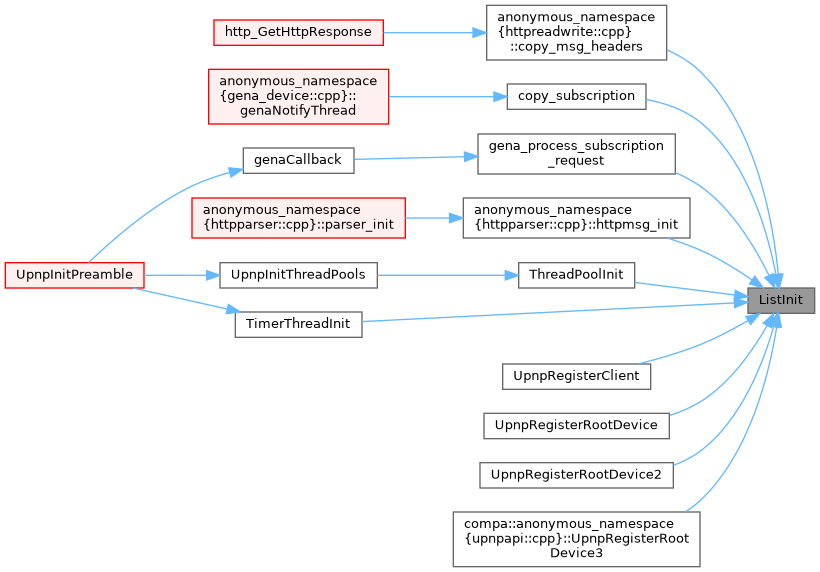 http_GetHttpResponse
anonymous_namespace
{httpreadwrite::cpp}
::copy_msg_headers
anonymous_namespace
{gena_device::cpp}::
genaNotifyThread
copy_subscription
genaCallback
gena_process_subscription
_request
anonymous_namespace
{httpparser::cpp}::parser_init
anonymous_namespace
{httpparser::cpp}::httpmsg_init
UpnpInitPreamble
UpnpInitThreadPools
ThreadPoolInit
ListInit
TimerThreadInit
UpnpRegisterClient
UpnpRegisterRootDevice
UpnpRegisterRootDevice2
compa::anonymous_namespace
{upnpapi::cpp}::UpnpRegisterRoot
Device3